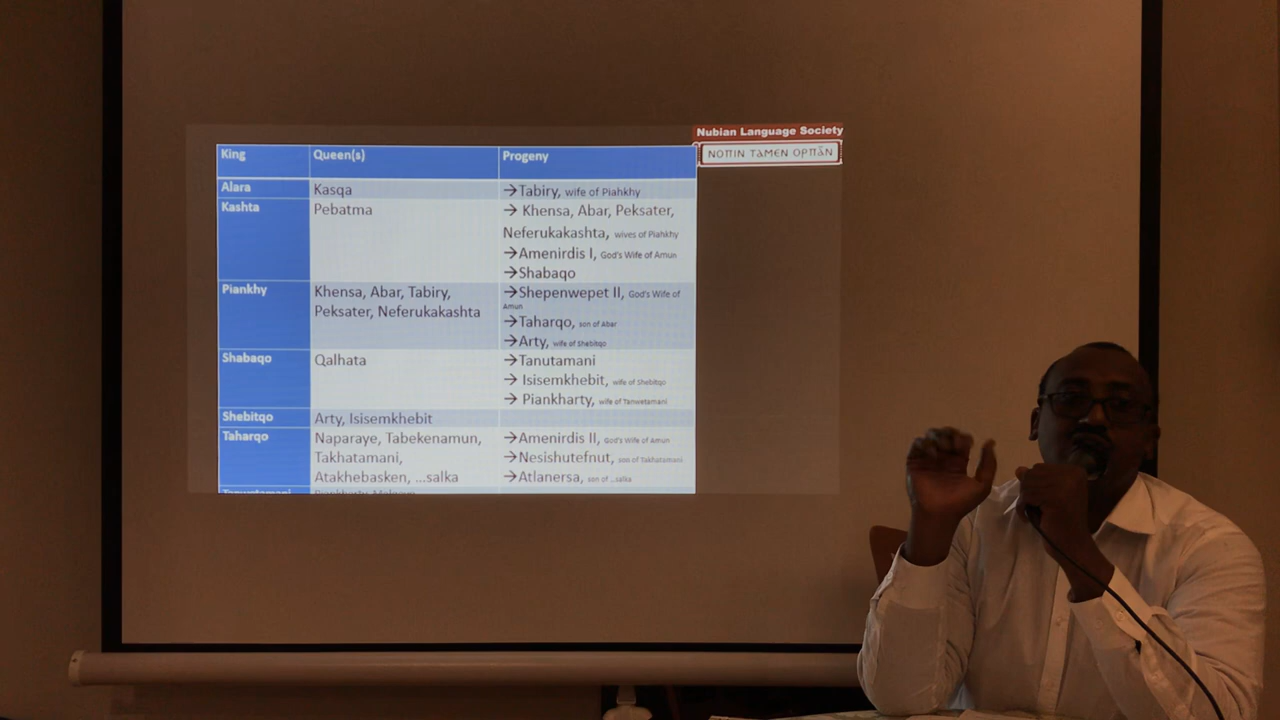 Nubian Language Society
ⲚⲞⲠⲒⲚ ⲦⲀⲘⲈⲚ ⲞⲢⲠⲀ̄Ⲛ
King Queen(s) Progeny
Alara Kasqa →Tabiry, wife of Piahkhy
Kashta Pebatma → Khensa, Abar, Peksater,
Neferukakashta, wives of Piahkhy
→Amenirdis I, God's Wife of Amun
→Shabaqo
Piankhy Khensa, Abar, Tabiry, →Shepenwepet II, God's Wife of
Peksater, Neferukakashta Amun
→Taharqo, son of Abar
→Arty, wife of Shebitqo
Shabaqo Qalhata →Tanutamani
→ Isisemkhebit, wife of Shebitqo
→ Piankharty, wife of Tanwetamani
Shebitqo Arty, Isisemkhebit
Taharqo Naparaye, Tabekenamun, →Amenirdis II, God's Wife of Amun
Takhatamani, →Nesishutefnut, son of Takhatamani
Atakhebasken, ...salka →Atlanersa, son of ...salka